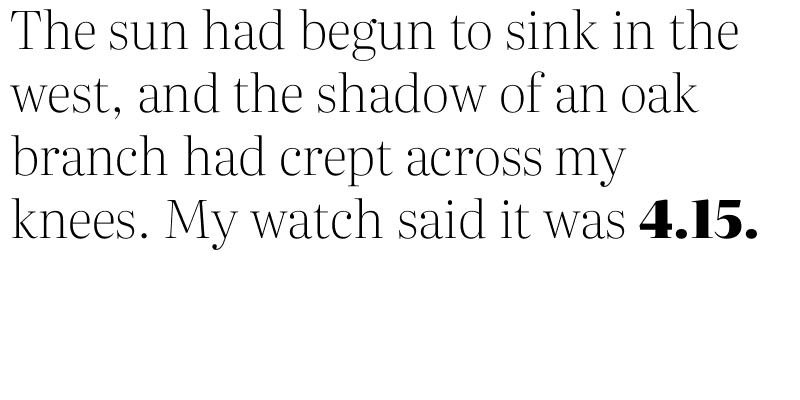 The sun had begun to sink in the
west, and the shadow of an oak
branch had crept across my
knees. My watch said it was 4.15.